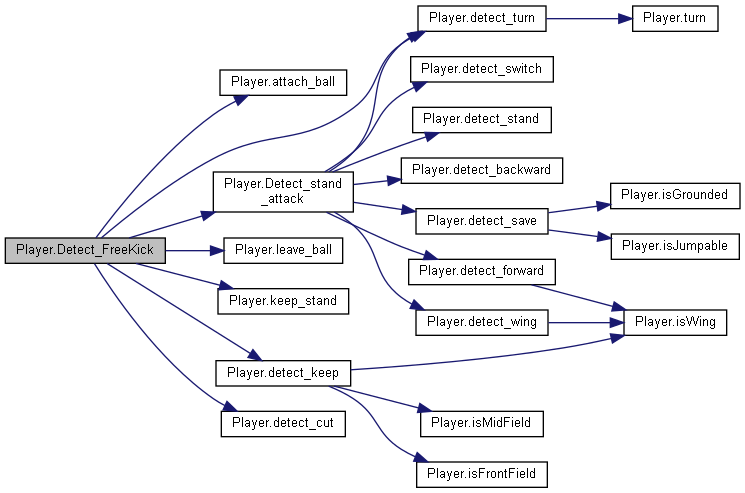 Player.detect_turn
Player.turn
Player.detect_switch
Player.attach_ball
Player.detect_stand
Player.detect_backward
Player.Detect_stand
_attack
Player.isGrounded
Player.detect_save
Player.Detect_FreeKick
Player.leave_ball
Player.isJumpable
Player.detect_forward
Player.keep_stand
Player.detect_wing
Player.isWing
Player.detect_keep
Player.detect_cut
Player.isMidField
Player.isFrontField